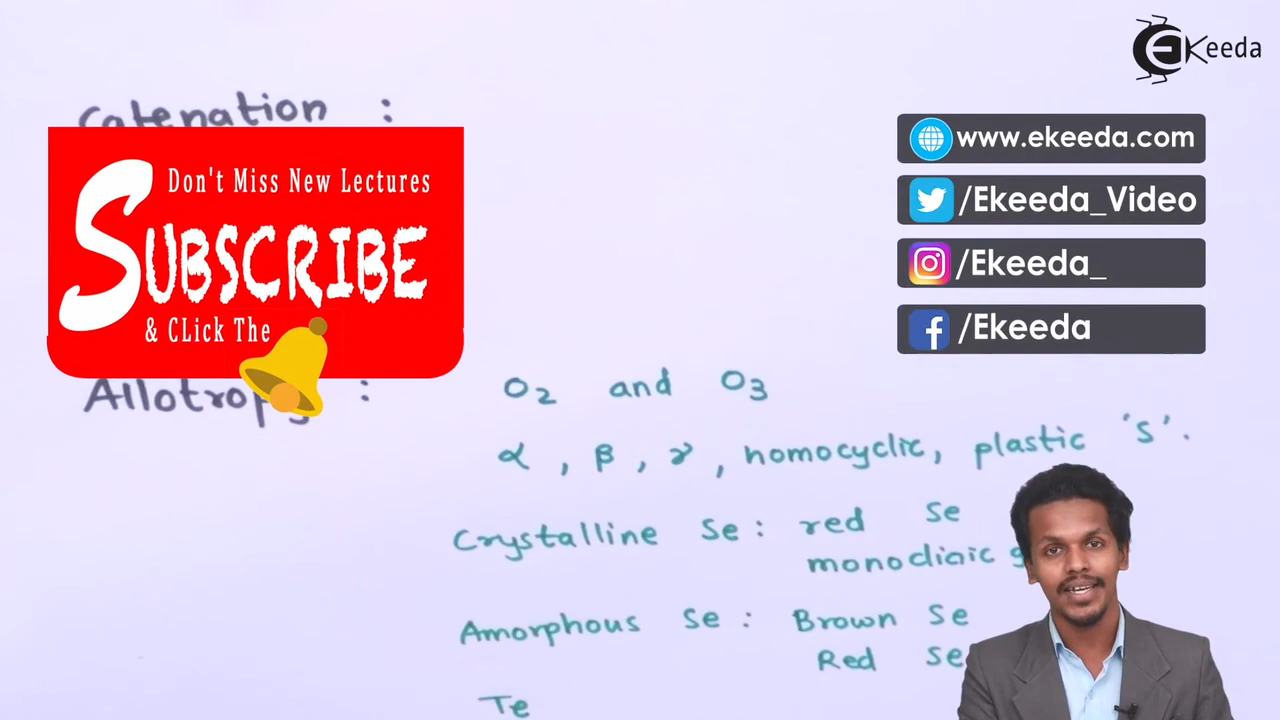 EKeeda
Catenation :
www.ekeeda.com
Don't Miss New Lectures
/Ekeeda_Video
SUBSCRIBE
/Ekeeda_
& CLick The
/Ekeeda
Allotropy : O2 and O3
α , β , γ , homocyclic, plastic 'S'.
Crystalline Se : red Se
monoclinic
Amorphous Se : Brown Se
Red Se
Te